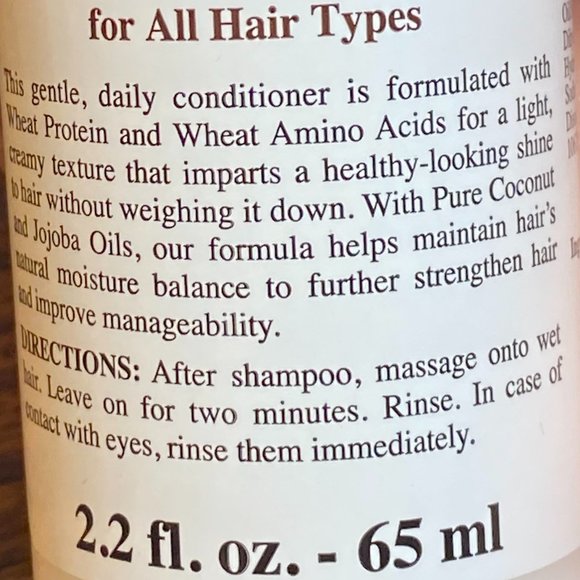 for All Hair Types
This gentle, daily conditioner is formulated with
Wheat Protein and Wheat Amino Acids for a light,
creamy texture that imparts a healthy-looking shine
to hair without weighing it down. With Pure Coconut
and Jojoba Oils, our formula helps maintain hair's
natural moisture balance to further strengthen hair
and improve manageability.
DIRECTIONS: After shampoo, massage onto wet
hair. Leave on for two minutes. Rinse. In case of
contact with eyes, rinse them immediately.
2.2 fl. oz. - 65 ml